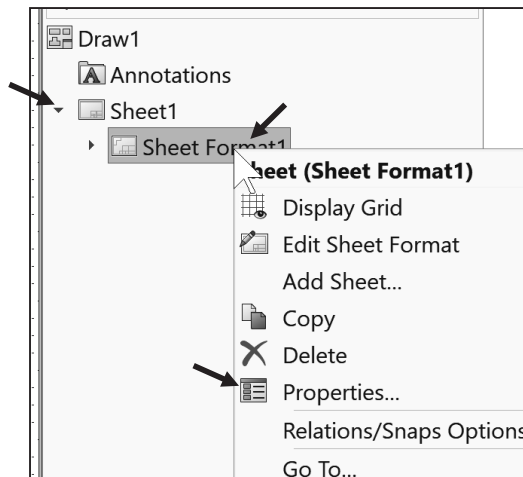 Draw1
Annotations
Sheet1
Sheet Format1
Sheet (Sheet Format1)
Display Grid
Edit Sheet Format
Add Sheet...
Copy
Delete
Properties...
Relations/Snaps Options
Go To...